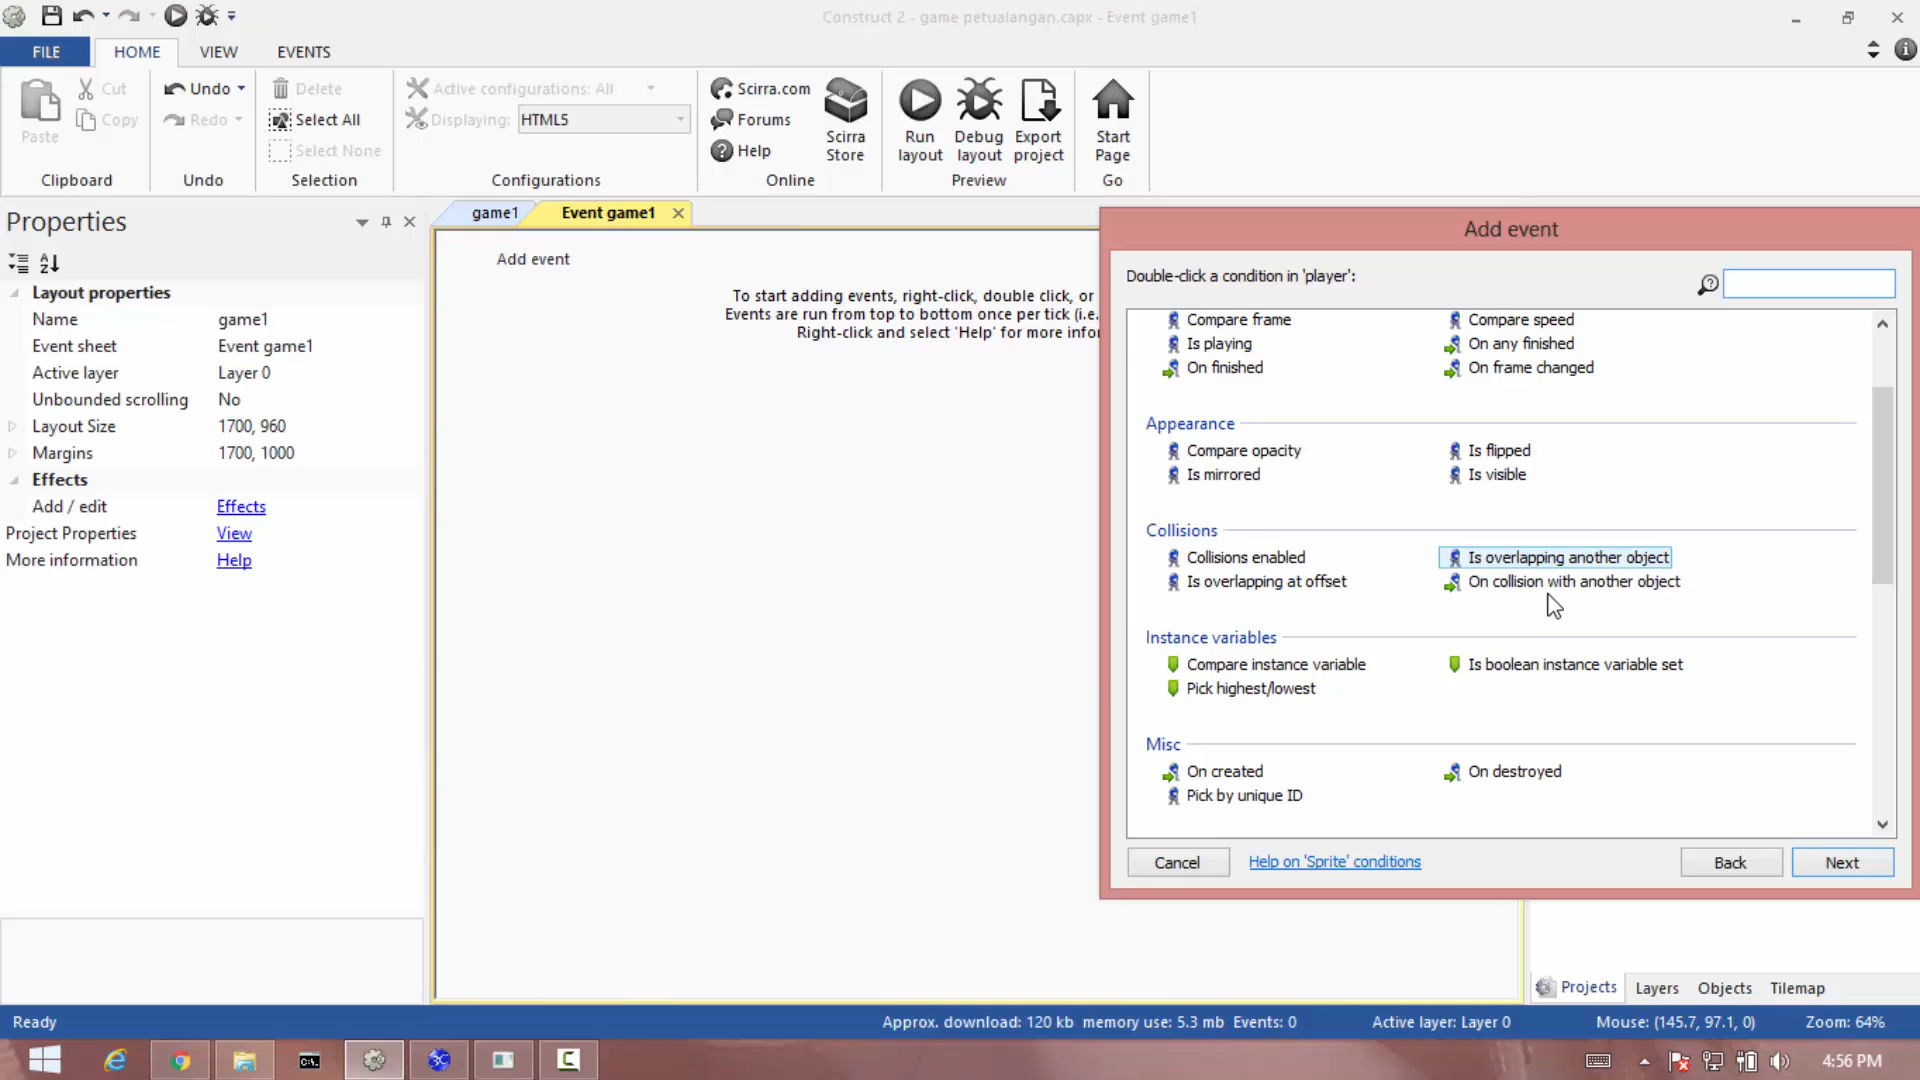 Construct 2 - game petualangan.capx - Event game1
FILE
HOME
VIEW
EVENTS
Paste
Cut
Copy
Clipboard
Undo
Redo
Undo
Delete
Select All
Select None
Selection
Active configurations: All
Displaying: HTML5
Configurations
Scirra.com
Forums
Help
Scirra
Store
Online
Run
layout
Debug
layout
Export
project
Preview
Start
Page
Go
Properties
Layout properties
Name game1
Event sheet Event game1
Active layer Layer 0
Unbounded scrolling No
Layout Size 1700, 960
Margins 1700, 1000
Effects
Add / edit Effects
Project Properties View
More information Help
game1
Event game1
Add event
To start adding events, right-click, double click, or
Events are run from top to bottom once per tick (i.e.
Right-click and select 'Help' for more infor
Add event
Double-click a condition in 'player':
Compare frame
Compare speed
Is playing
On any finished
On finished
On frame changed
Appearance
Compare opacity
Is flipped
Is mirrored
Is visible
Collisions
Collisions enabled
Is overlapping another object
Is overlapping at offset
On collision with another object
Instance variables
Compare instance variable
Is boolean instance variable set
Pick highest/lowest
Misc
On created
On destroyed
Pick by unique ID
Cancel
Help on 'Sprite' conditions
Back
Next
Projects
Layers
Objects
Tilemap
Ready
Approx. download: 120 kb memory use: 5.3 mb Events: 0
Active layer: Layer 0
Mouse: (145.7, 97.1, 0)
Zoom: 64%
4:56 PM